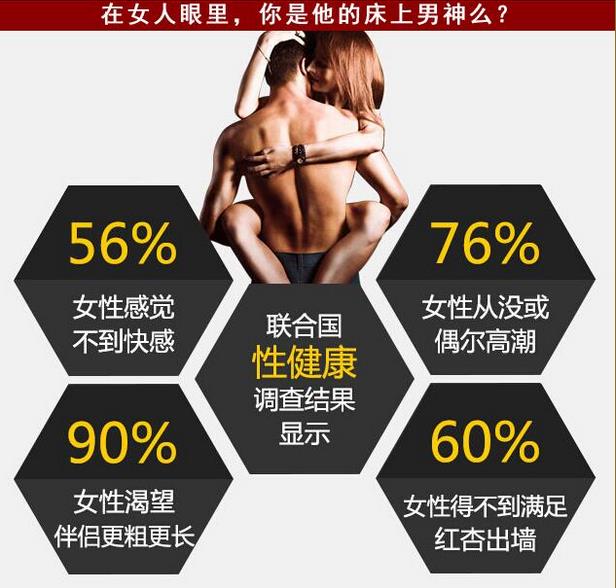 在女人眼里，你是他的床上男神么？
56%
女性感觉
不到快感
76%
女性从没或
偶尔高潮
联合国
性健康
调查结果
显示
90%
女性渴望
伴侣更粗更长
60%
女性得不到满足
红杏出墙